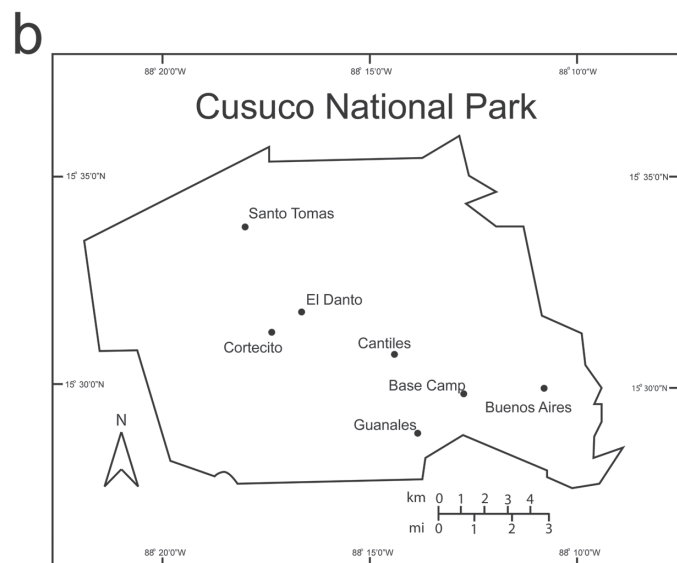 b
88° 20'0"W 88° 15'0"W 88° 10'0"W
Cusuco National Park
15° 35'0"N 15° 35'0"N
Santo Tomas
El Danto
Cortecito
Cantiles
Base Camp
15° 30'0"N 15° 30'0"N
Buenos Aires
Guanales
N
km 0 1 2 3 4
mi 0 1 2 3
88° 20'0"W 88° 15'0"W 88° 10'0"W